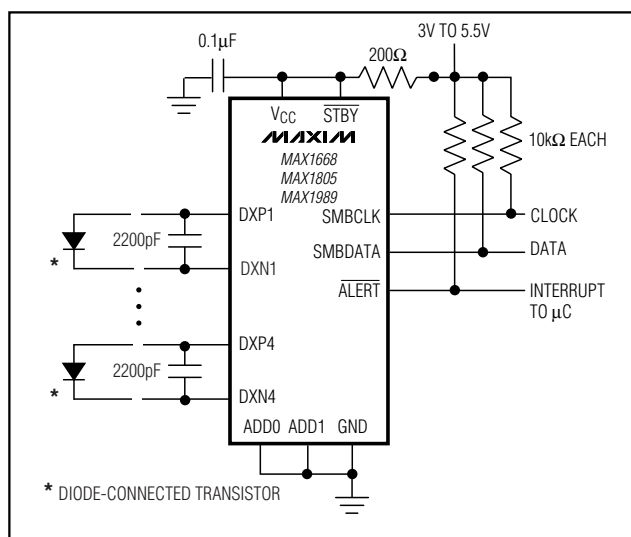 3V TO 5.5V
0.1µF
200Ω
VCC
STBY
MAXIM
MAX1668
MAX1805
MAX1989
10kΩ EACH
DXP1
2200pF
*
DXN1
SMBCLK
CLOCK
SMBDATA
DATA
ALERT
INTERRUPT
TO µC
DXP4
2200pF
*
DXN4
ADD0 ADD1 GND
* DIODE-CONNECTED TRANSISTOR